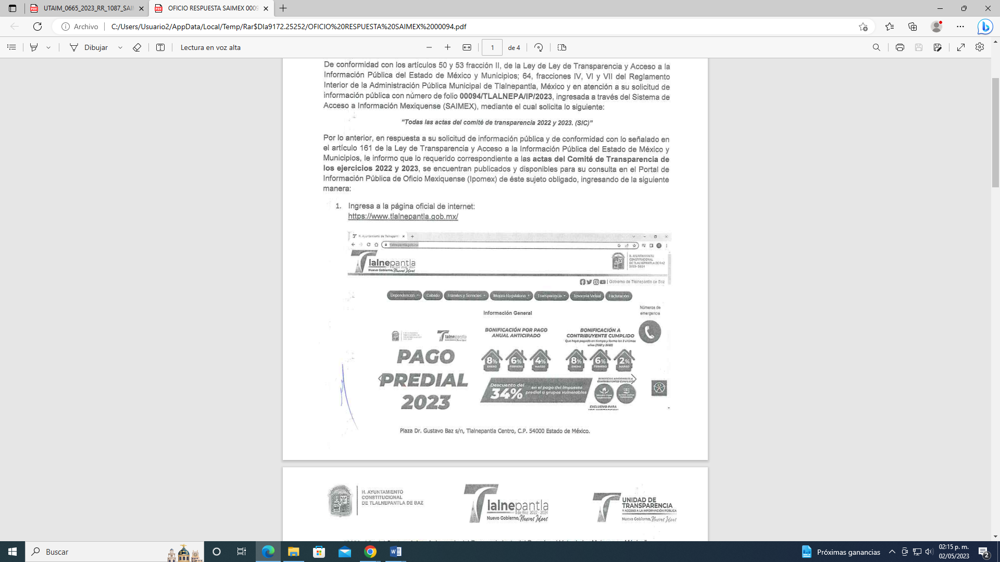 UTAIM_0665_2023_RR_1087_SAI
OFICIO RESPUESTA SAIMEX 0009
Archivo
C:/Users/Usuario2/AppData/Local/Temp/Rar$DIa9172.25252/OFICIO%20RESPUESTA%20SAIMEX%2000094.pdf
Dibujar
Lectura en voz alta
1
de 4
De conformidad con los artículos 50 y 53 fracción II, de la Ley de Ley de Transparencia y Acceso a la
Información Pública del Estado de México y Municipios; 64, fracciones IV, VI y VII del Reglamento
Interior de la Administración Pública Municipal de Tlalnepantla, México y en atención a su solicitud de
información pública con número de folio 00094/TLALNEPA/IP/2023, ingresada a través del Sistema de
Acceso a Información Mexiquense (SAIMEX), mediante el cual solicita lo siguiente:
“Todas las actas del comité de transparencia 2022 y 2023. (SIC)”
Por lo anterior, en respuesta a su solicitud de información pública y de conformidad con lo señalado en
el artículo 161 de la Ley de Transparencia y Acceso a la Información Pública del Estado de México y
Municipios, le informo que lo requerido correspondiente a las actas del Comité de Transparencia de
los ejercicios 2022 y 2023, se encuentran publicados y disponibles para su consulta en el Portal de
Información Pública de Oficio Mexiquense (Ipomex) de éste sujeto obligado, ingresando de la siguiente
manera:
1. Ingresa a la página oficial de internet:
https://www.tlalnepantla.gob.mx/
H. Ayuntamiento de Tlalnepant
tlalnepantla.gob.mx
Tlalnepantla
de Baz 2022 - 2024
Nuevo Gobierno, Nuevas Ideas
H. AYUNTAMIENTO
CONSTITUCIONAL
DE TLALNEPANTLA DE BAZ
2022-2024
Gobierno de Tlalnepantla de Baz
Dependencias
Cabildo
Trámites y Servicios
Mejora Regulatoria
Transparencia
Tesorería Virtual
Facturación
Información General
Números de
emergencia
Tlalnepantla
PAGO
PREDIAL
2023
BONIFICACIÓN POR PAGO
ANUAL ANTICIPADO
BONIFICACIÓN A
CONTRIBUYENTE CUMPLIDO
Que haya pagado en tiempo y forma los 2 últimos
años (2021 y 2022)
8% ENERO
6% FEBRERO
4% MARZO
8% ENERO
6% FEBRERO
2% MARZO
Descuento del
34%
en el pago del impuesto
predial a grupos vulnerables
BENEFICIOS ADICIONALES A
CONTRIBUYENTES CUMPLIDOS
EXCLUSIVO PARA
USO HABITACIONAL
Plaza Dr. Gustavo Baz s/n, Tlalnepantla Centro, C.P. 54000 Estado de México.
H. AYUNTAMIENTO
CONSTITUCIONAL
DE TLALNEPANTLA DE BAZ
Tlalnepantla
de Baz 2022 - 2024
Nuevo Gobierno, Nuevas Ideas
UNIDAD DE
TRANSPARENCIA
Y ACCESO A LA INFORMACIÓN PÚBLICA
Nuevo Gobierno, Nuevas Ideas
Buscar
Próximas ganancias
02:15 p. m.
02/05/2023
2